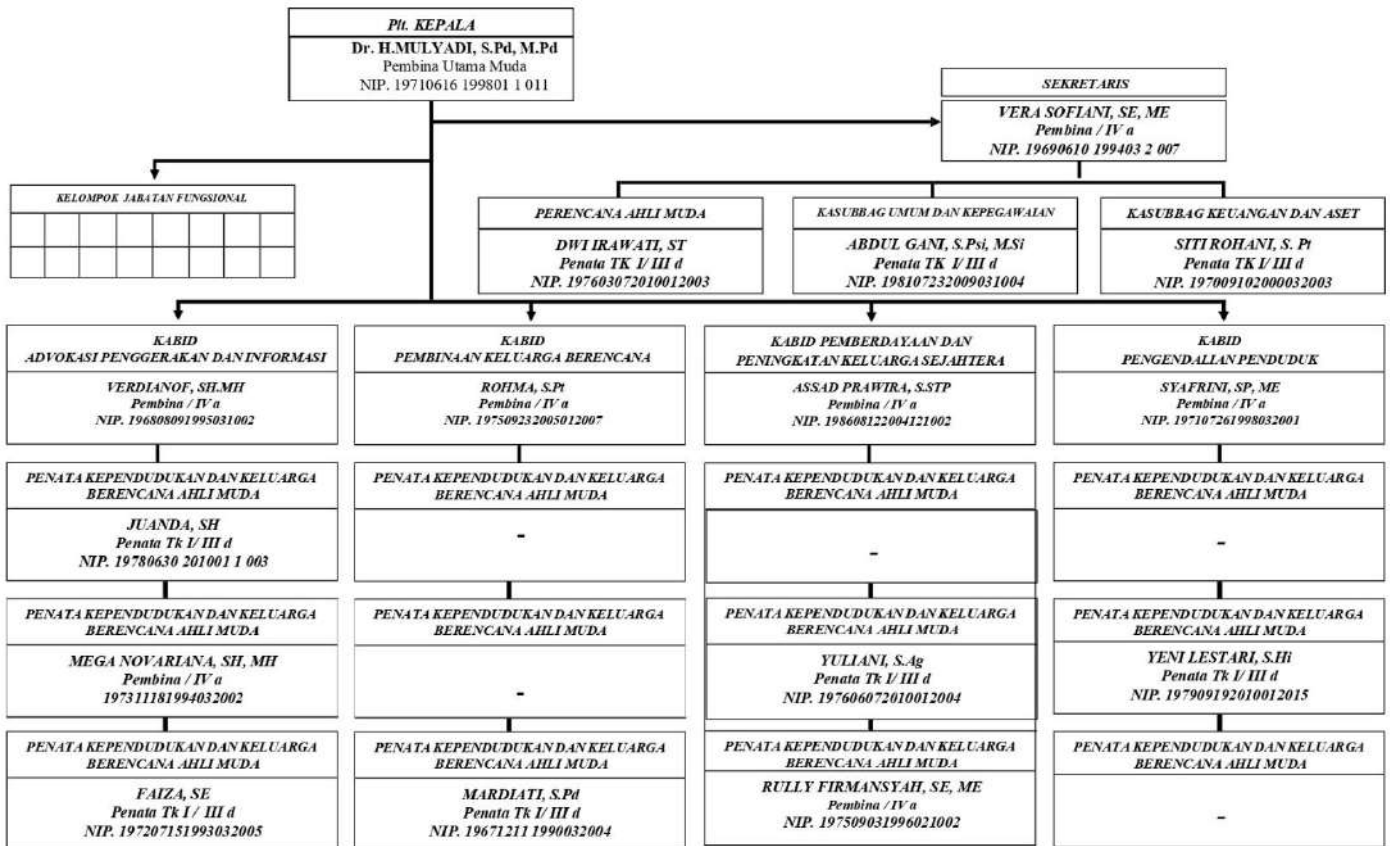 Plt. KEPALA
Dr. H.MULYADI, S.Pd, M.Pd
Pembina Utama Muda
NIP. 19710616 199801 1 011
SEKRETARIS
VERA SOFIANI, SE, ME
Pembina / IV a
NIP. 19690610 199403 2 007
KELOMPOK JABATAN FUNGSIONAL
PERENCANA AHLI MUDA
DWI IRAWATI, ST
Penata TK I/ III d
NIP. 197603072010012003
KASUBBAG UMUM DAN KEPEGAWAIAN
ABDUL GANI, S.Psi, M.Si
Penata TK I/ III d
NIP. 198107232009031004
KASUBBAG KEUANGAN DAN ASET
SITI ROHANI, S. Pt
Penata TK I/ III d
NIP. 197009102000032003
KABID
ADVOKASI PENGGERAKAN DAN INFORMASI
VERDIANOF, SH.MH
Pembina / IV a
NIP. 196808091995031002
KABID
PEMBINAAN KELUARGA BERENCANA
ROHMA, S.Pt
Pembina / IV a
NIP. 197509232005012007
KABID PEMBERDAYAAN DAN
PENINGKATAN KELUARGA SEJAHTERA
ASSAD PRAWIRA, S.STP
Pembina / IV a
NIP. 198608122004121002
KABID
PENGENDALIAN PENDUDUK
SYAFRINI, SP, ME
Pembina / IV a
NIP. 197107261998032001
PENATA KEPENDUDUKAN DAN KELUARGA
BERENCANA AHLI MUDA
JUANDA, SH
Penata Tk I/ III d
NIP. 19780630 201001 1 003
PENATA KEPENDUDUKAN DAN KELUARGA
BERENCANA AHLI MUDA
-
PENATA KEPENDUDUKAN DAN KELUARGA
BERENCANA AHLI MUDA
-
PENATA KEPENDUDUKAN DAN KELUARGA
BERENCANA AHLI MUDA
-
PENATA KEPENDUDUKAN DAN KELUARGA
BERENCANA AHLI MUDA
MEGA NOVARIANA, SH, MH
Pembina / IV a
197311181994032002
PENATA KEPENDUDUKAN DAN KELUARGA
BERENCANA AHLI MUDA
-
PENATA KEPENDUDUKAN DAN KELUARGA
BERENCANA AHLI MUDA
YULIANI, S.Ag
Penata Tk I/ III d
NIP. 197606072010012004
PENATA KEPENDUDUKAN DAN KELUARGA
BERENCANA AHLI MUDA
YENI LESTARI, S.Hi
Penata Tk I/ III d
NIP. 197909192010012015
PENATA KEPENDUDUKAN DAN KELUARGA
BERENCANA AHLI MUDA
FAIZA, SE
Penata Tk I / III d
NIP. 197207151993032005
PENATA KEPENDUDUKAN DAN KELUARGA
BERENCANA AHLI MUDA
MARDIATI, S.Pd
Penata Tk I/ III d
NIP. 19671211 1990032004
PENATA KEPENDUDUKAN DAN KELUARGA
BERENCANA AHLI MUDA
RULLY FIRMANSYAH, SE, ME
Pembina / IV a
NIP. 197509031996021002
PENATA KEPENDUDUKAN DAN KELUARGA
BERENCANA AHLI MUDA
-